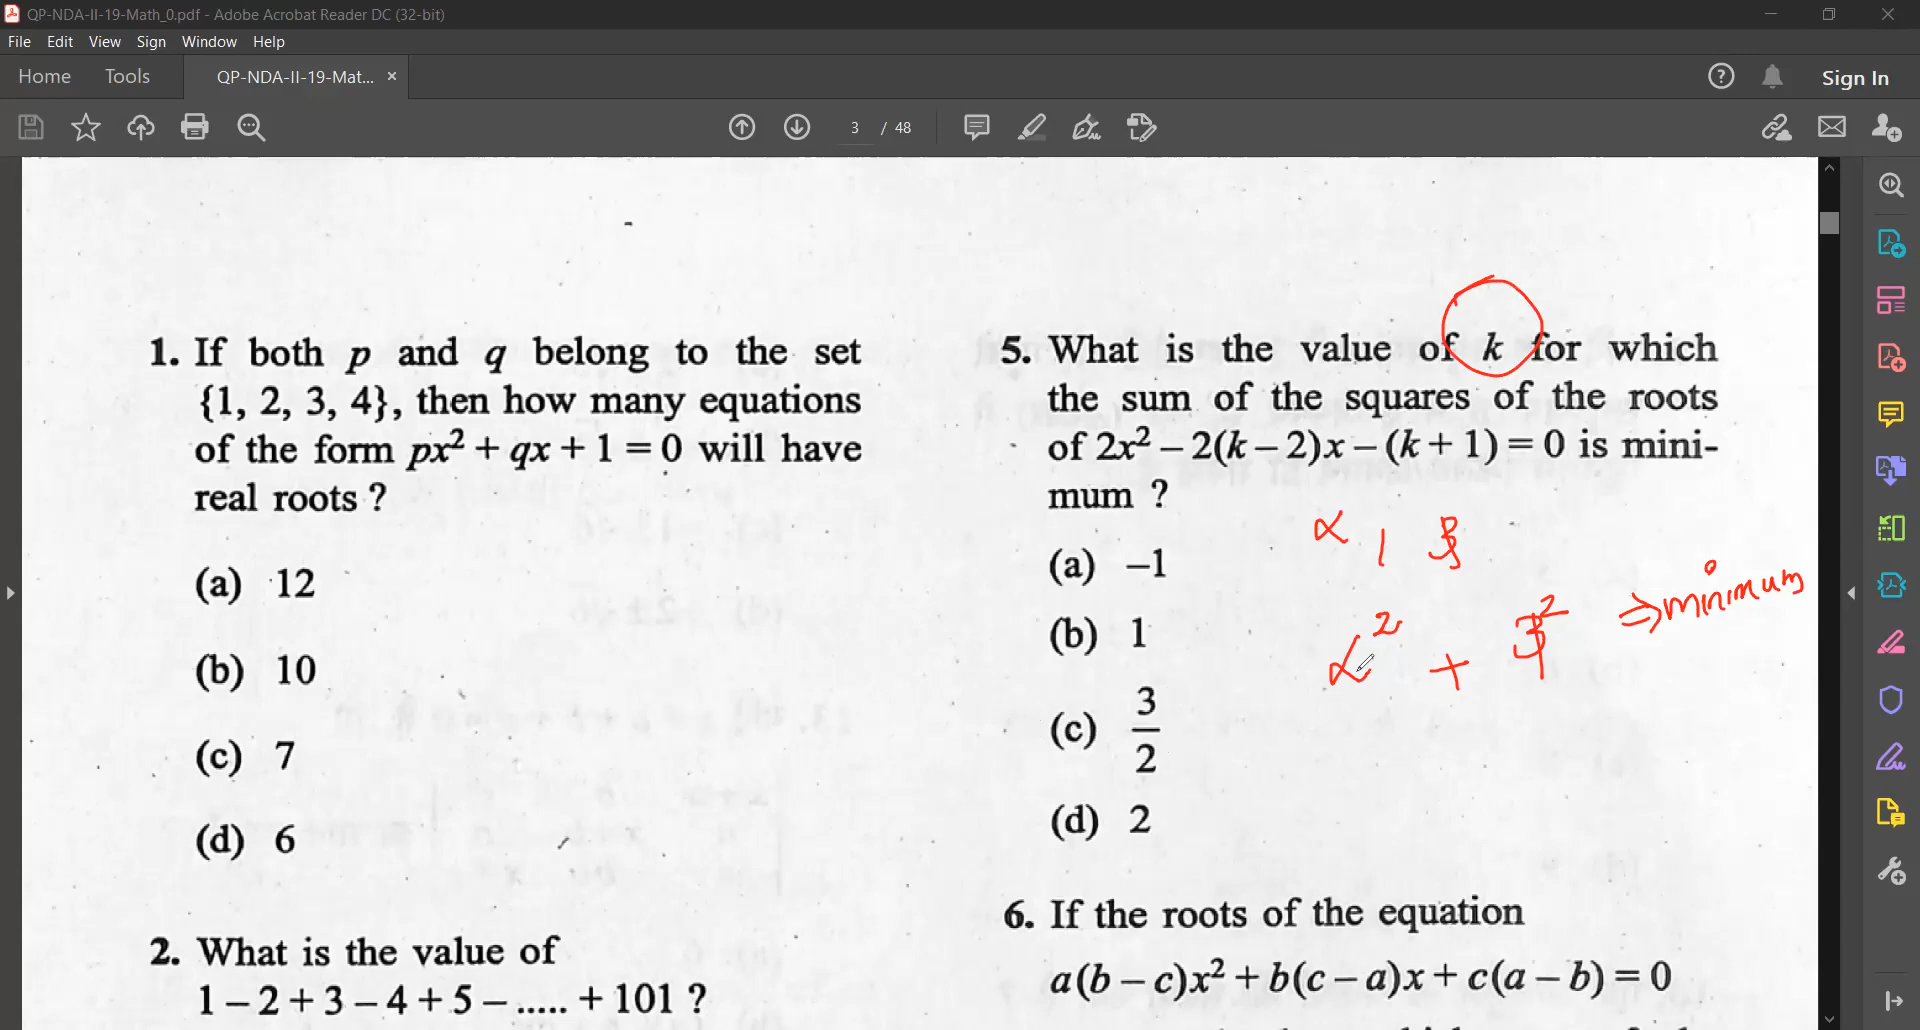 QP-NDA-II-19-Math_0.pdf - Adobe Acrobat Reader DC (32-bit)
File Edit View Sign Window Help
Home Tools QP-NDA-II-19-Mat... × Sign In
3 / 48
1. If both p and q belong to the set
{1, 2, 3, 4}, then how many equations
of the form px² + qx + 1 = 0 will have
real roots ?
(a) 12
(b) 10
(c) 7
(d) 6
2. What is the value of
1 – 2 + 3 – 4 + 5 – ..... + 101 ?
5. What is the value of k for which
the sum of the squares of the roots
of 2x² – 2(k – 2)x – (k + 1) = 0 is mini-
mum ?
α , β
(a) –1
α² + β² ⇒ minimum
(b) 1
(c) 3/2
(d) 2
6. If the roots of the equation
a(b – c)x² + b(c – a)x + c(a – b) = 0